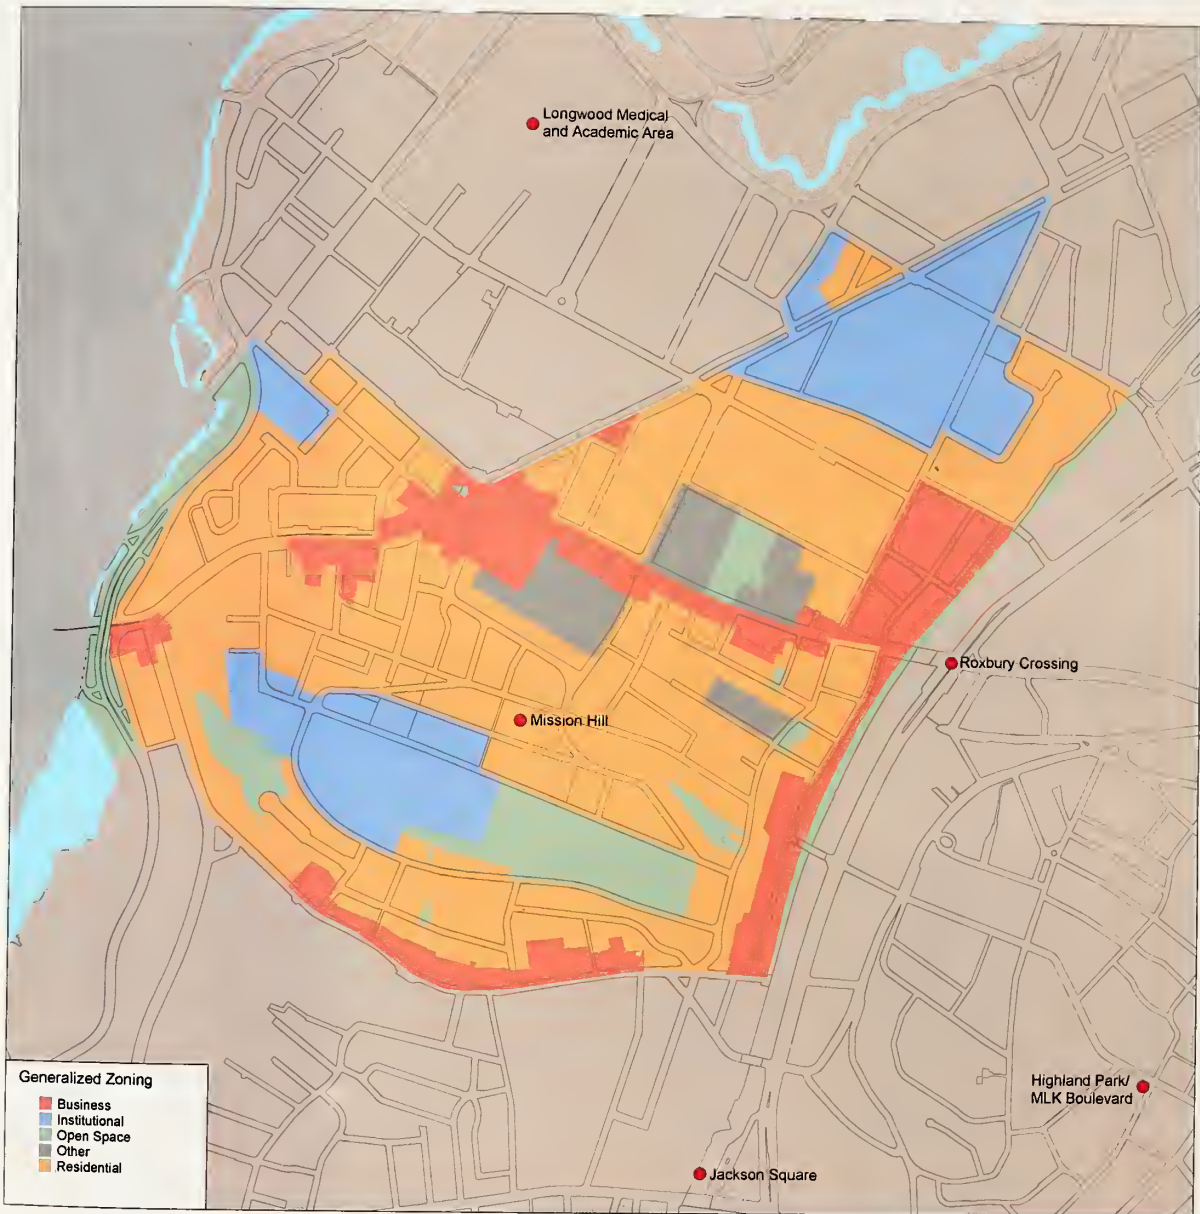 Longwood Medical
and Academic Area
Roxbury Crossing
Mission Hill
Highland Park/
MLK Boulevard
Jackson Square
Generalized Zoning
Business
Institutional
Open Space
Other
Residential